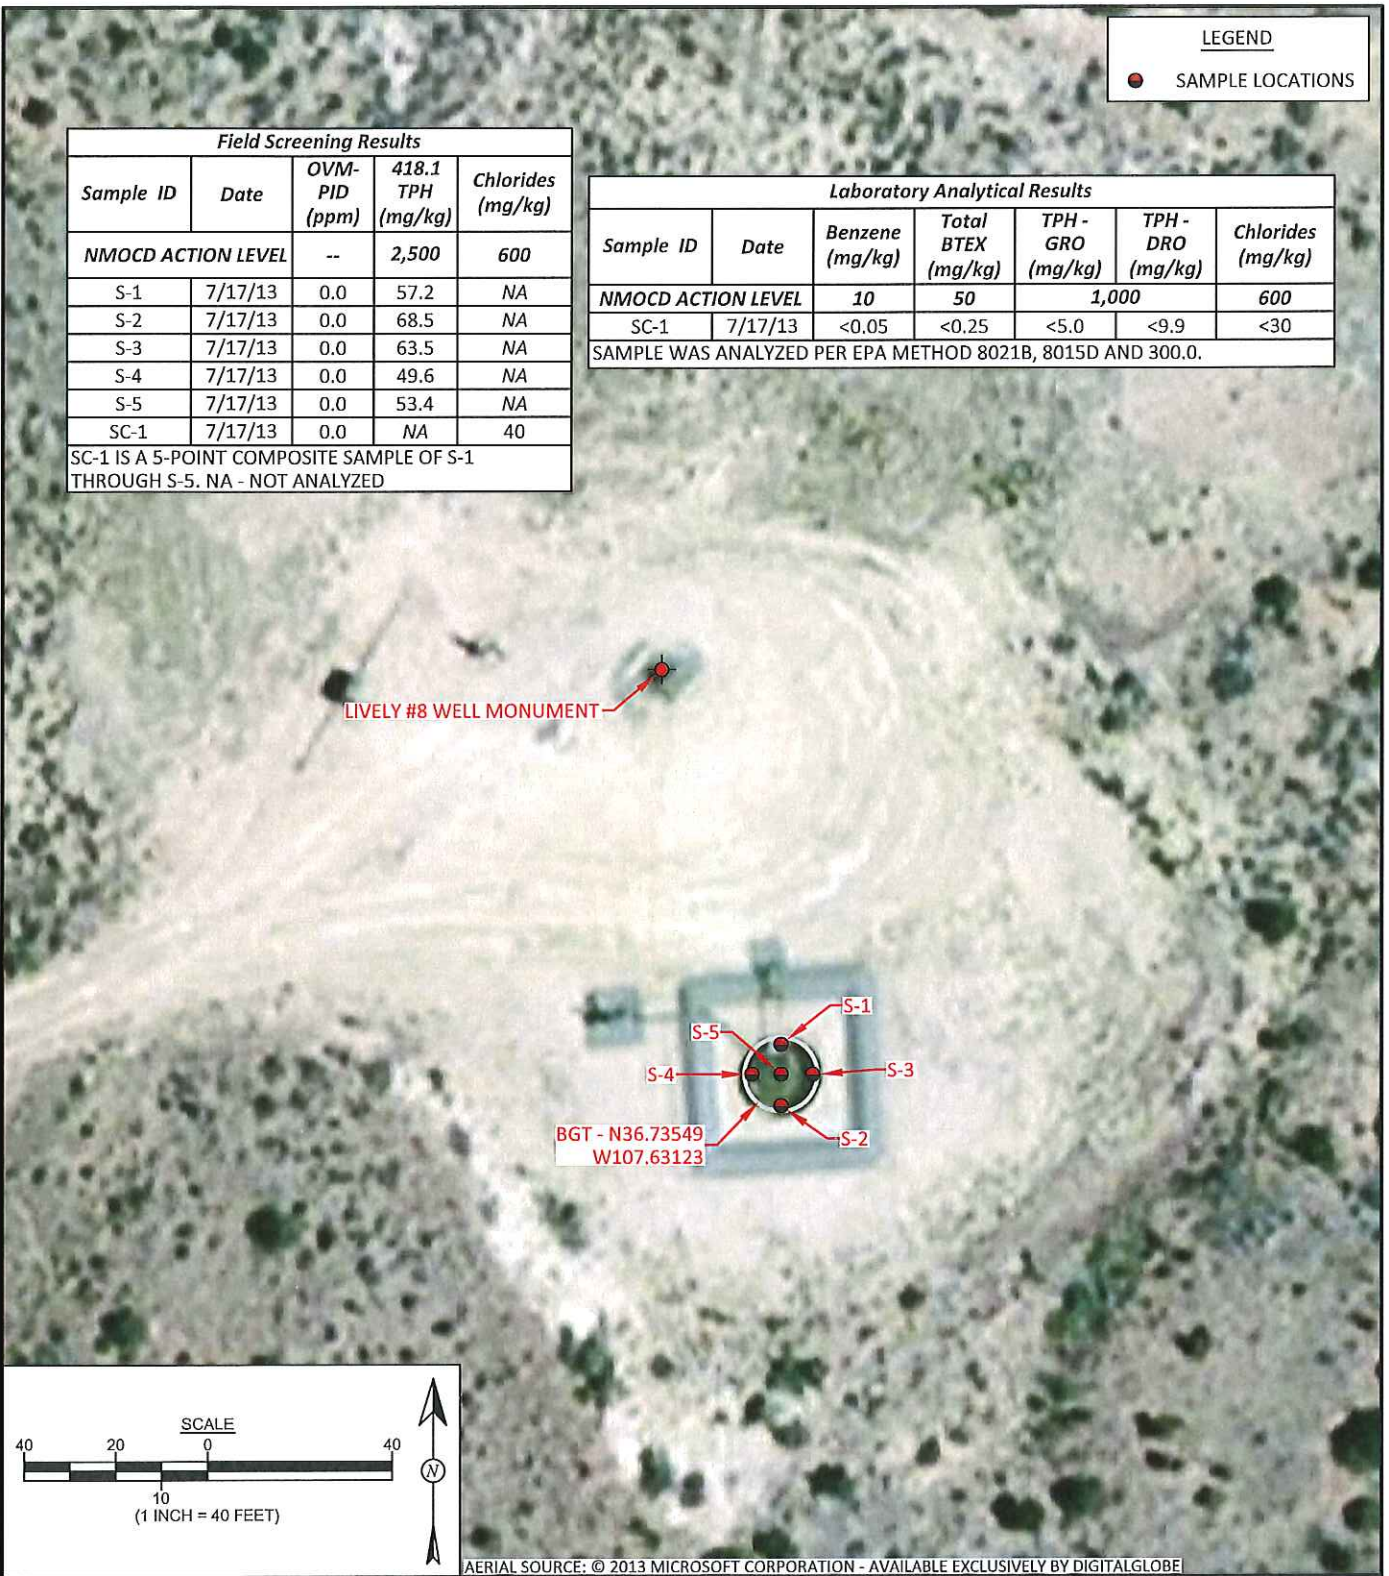 LEGEND
SAMPLE LOCATIONS
Field Screening Results
Sample ID Date OVM-PID (ppm) 418.1 TPH (mg/kg) Chlorides (mg/kg)
NMOCD ACTION LEVEL -- 2,500 600
S-1 7/17/13 0.0 57.2 NA
S-2 7/17/13 0.0 68.5 NA
S-3 7/17/13 0.0 63.5 NA
S-4 7/17/13 0.0 49.6 NA
S-5 7/17/13 0.0 53.4 NA
SC-1 7/17/13 0.0 NA 40
SC-1 IS A 5-POINT COMPOSITE SAMPLE OF S-1
THROUGH S-5. NA - NOT ANALYZED
Laboratory Analytical Results
Sample ID Date Benzene (mg/kg) Total BTEX (mg/kg) TPH - GRO (mg/kg) TPH - DRO (mg/kg) Chlorides (mg/kg)
NMOCD ACTION LEVEL 10 50 1,000 600
SC-1 7/17/13 <0.05 <0.25 <5.0 <9.9 <30
SAMPLE WAS ANALYZED PER EPA METHOD 8021B, 8015D AND 300.0.
LIVELY #8 WELL MONUMENT
S-1
S-5
S-4
S-3
S-2
BGT - N36.73549
W107.63123
SCALE
40 20 0 40
10
(1 INCH = 40 FEET)
N
AERIAL SOURCE: © 2013 MICROSOFT CORPORATION - AVAILABLE EXCLUSIVELY BY DIGITALGLOBE